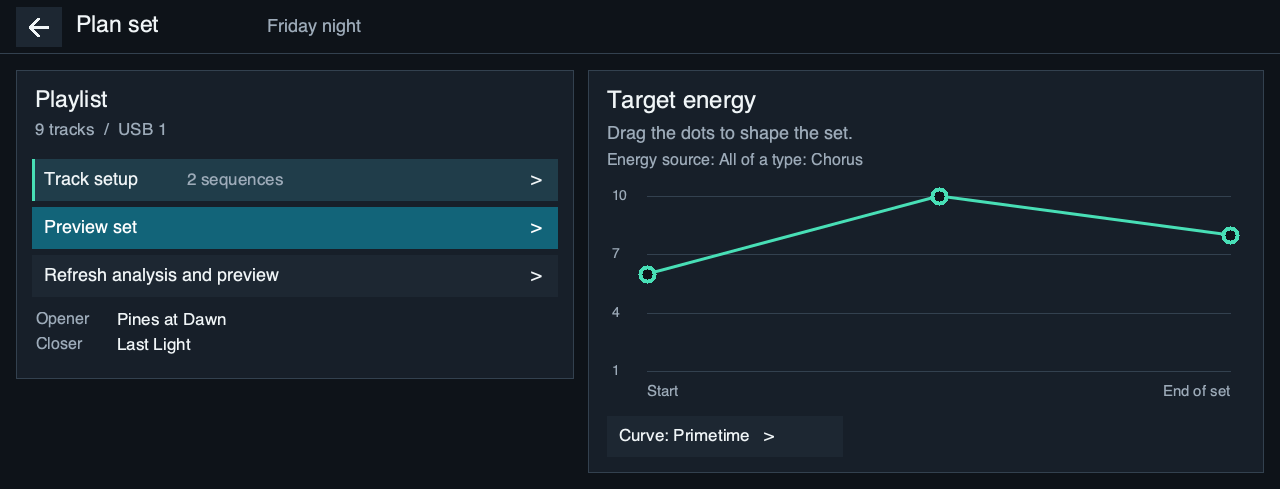 Plan set
Friday night
Playlist
9 tracks / USB 1
Track setup 2 sequences >
Preview set >
Refresh analysis and preview >
Opener Pines at Dawn
Closer Last Light
Target energy
Drag the dots to shape the set.
Energy source: All of a type: Chorus
10
7
4
1
Start End of set
Curve: Primetime >